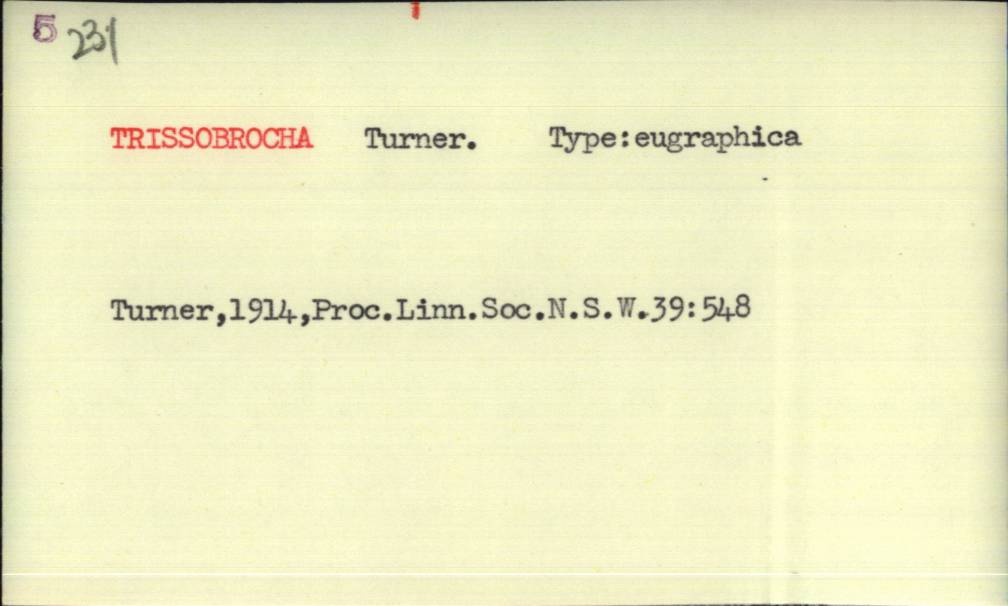 5 231
TRISSOBROCHA Turner. Type:eugraphica
Turner,1914,Proc.Linn.Soc.N.S.W.39:548